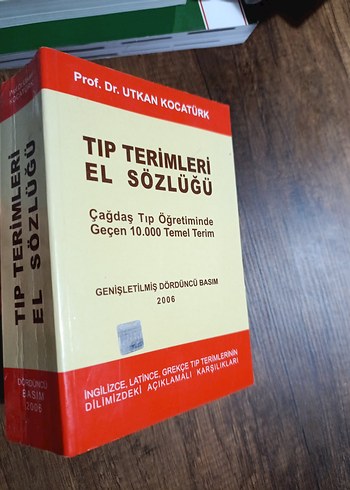 Prof. Dr. UTKAN KOCATÜRK
TIP TERİMLERİ
EL SÖZLÜĞÜ
Çağdaş Tıp Öğretiminde
Geçen 10.000 Temel Terim
GENİŞLETİLMİŞ DÖRDÜNCÜ BASIM
2006
İNGİLİZCE, LATİNCE, GREKÇE TIP TERİMLERİNİN
DİLİMİZDEKİ AÇIKLAMALI KARŞILIKLARI
TIP TERİMLERİ
EL SÖZLÜĞÜ
DÖRDÜNCÜ
BASIM
2006